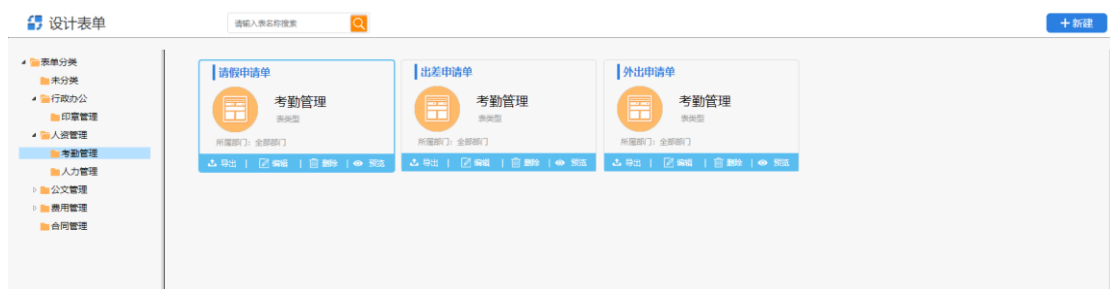 设计表单
请输入表名称搜索
新建
表单分类
未分类
行政办公
印章管理
人资管理
考勤管理
人力管理
公文管理
费用管理
合同管理
请假申请单
考勤管理
表类型
所属部门：全部部门
导出 | 编辑 | 删除 | 预览
出差申请单
考勤管理
表类型
所属部门：全部部门
导出 | 编辑 | 删除 | 预览
外出申请单
考勤管理
表类型
所属部门：全部部门
导出 | 编辑 | 删除 | 预览